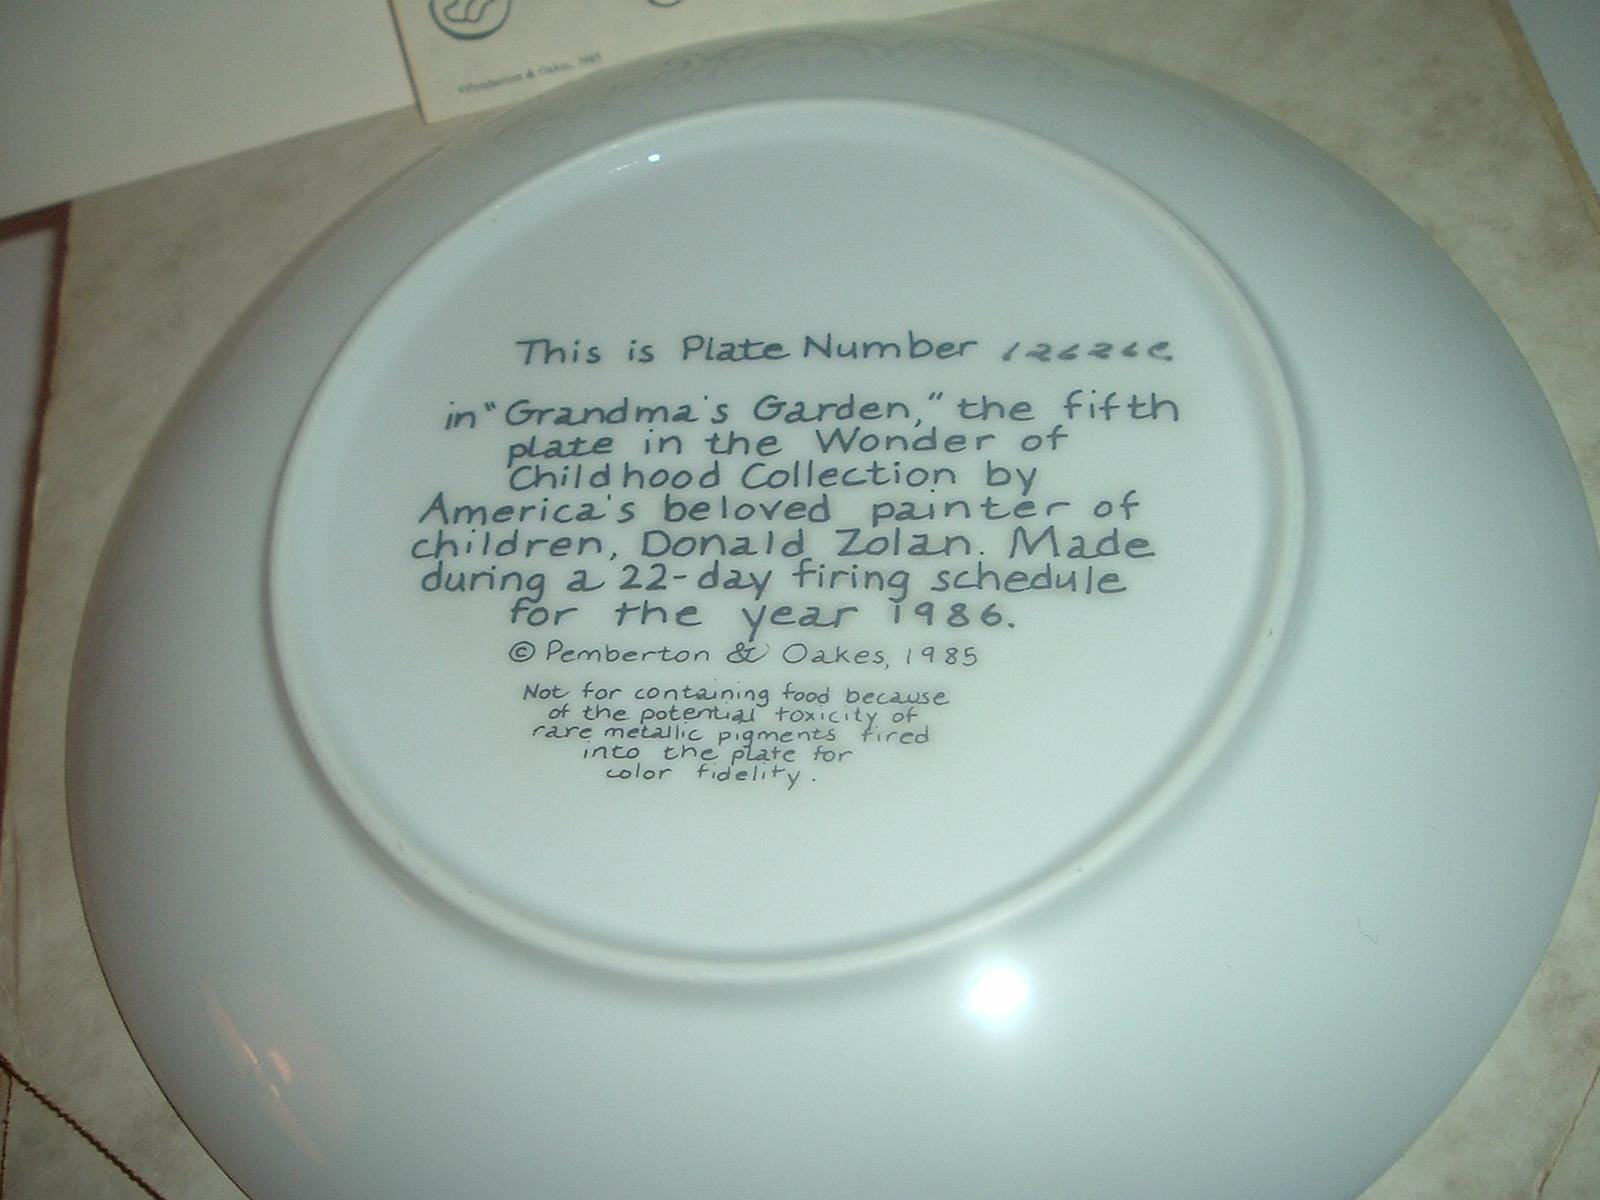 ©Pemberton & Oakes, 1985
This is Plate Number
in "Grandma's Garden," the fifth
plate in the Wonder of
Childhood Collection by
America's beloved painter of
children, Donald Zolan. Made
during a 22-day firing schedule
for the year 1986.
© Pemberton & Oakes, 1985
Not for containing food because
of the potential toxicity of
rare metallic pigments fired
into the plate for
color fidelity.